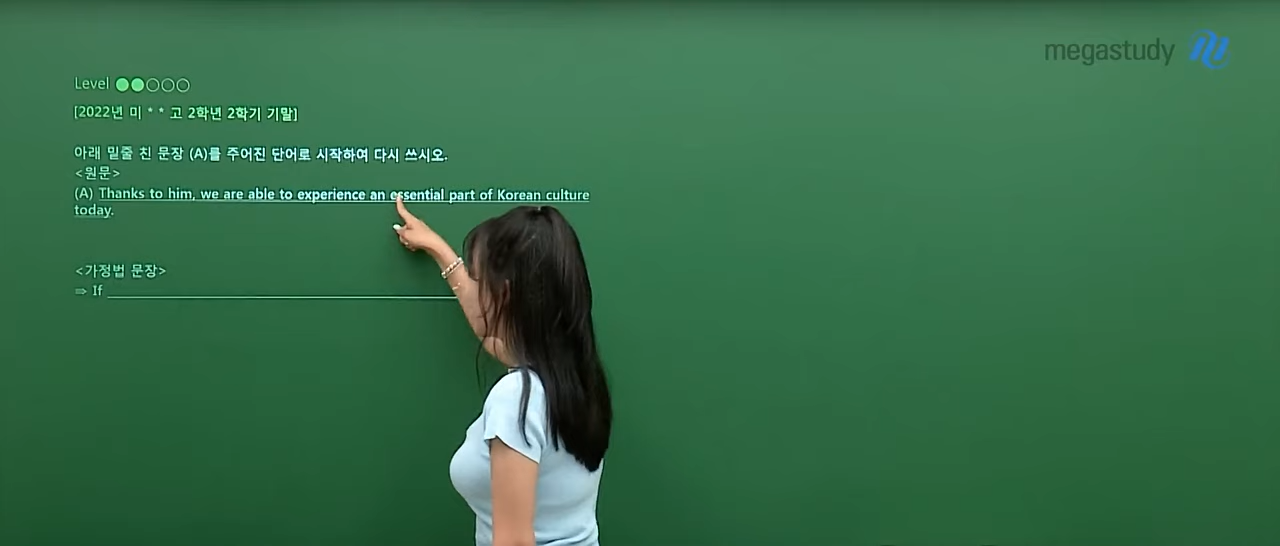 megastudy
Level
[2022년 미 * * 고 2학년 2학기 기말]
아래 밑줄 친 문장 (A)를 주어진 단어로 시작하여 다시 쓰시오.
<원문>
(A) Thanks to him, we are able to experience an essential part of Korean culture
today.
<가정법 문장>
⇒ If